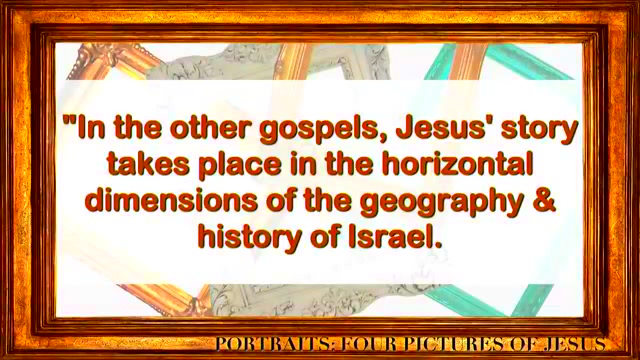 "In the other gospels, Jesus' story
takes place in the horizontal
dimensions of the geography &
history of Israel.
PORTRAITS: FOUR PICTURES OF JESUS